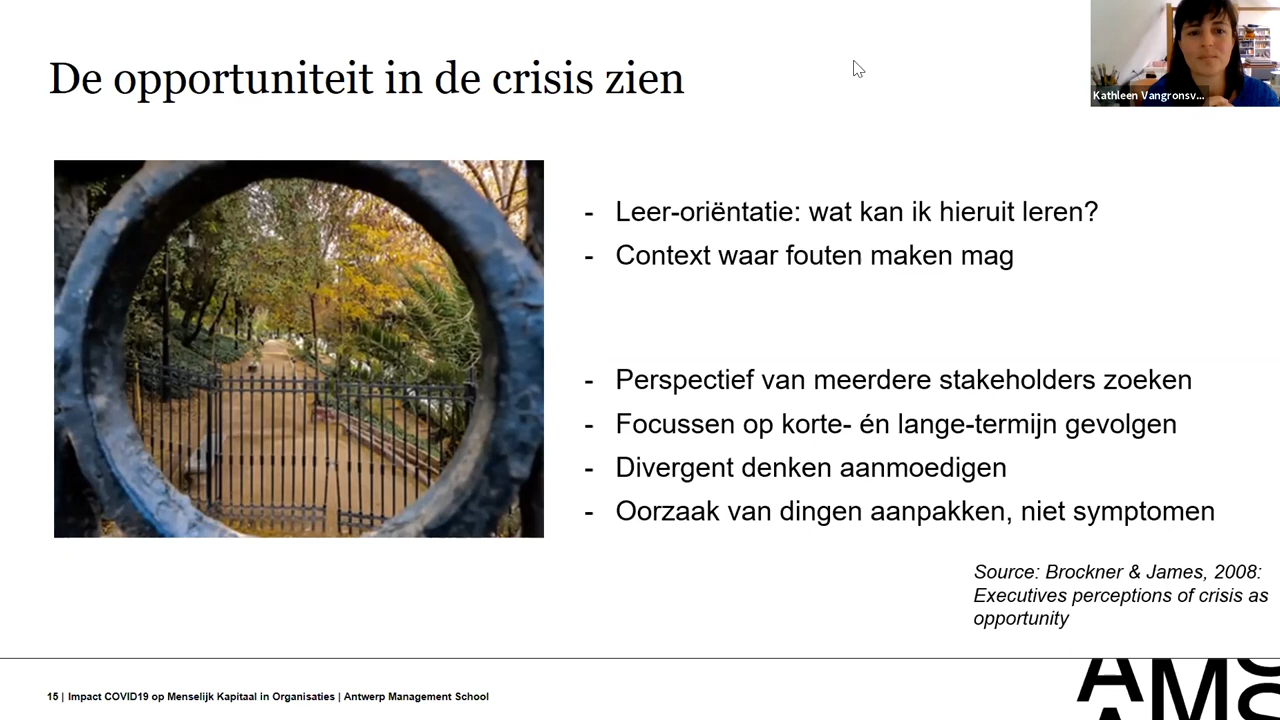 De opportuniteit in de crisis zien
Kathleen Vangronsv...
- Leer-oriëntatie: wat kan ik hieruit leren?
- Context waar fouten maken mag
- Perspectief van meerdere stakeholders zoeken
- Focussen op korte- én lange-termijn gevolgen
- Divergent denken aanmoedigen
- Oorzaak van dingen aanpakken, niet symptomen
Source: Brockner & James, 2008:
Executives perceptions of crisis as
opportunity
15 | Impact COVID19 op Menselijk Kapitaal in Organisaties | Antwerp Management School
AMS